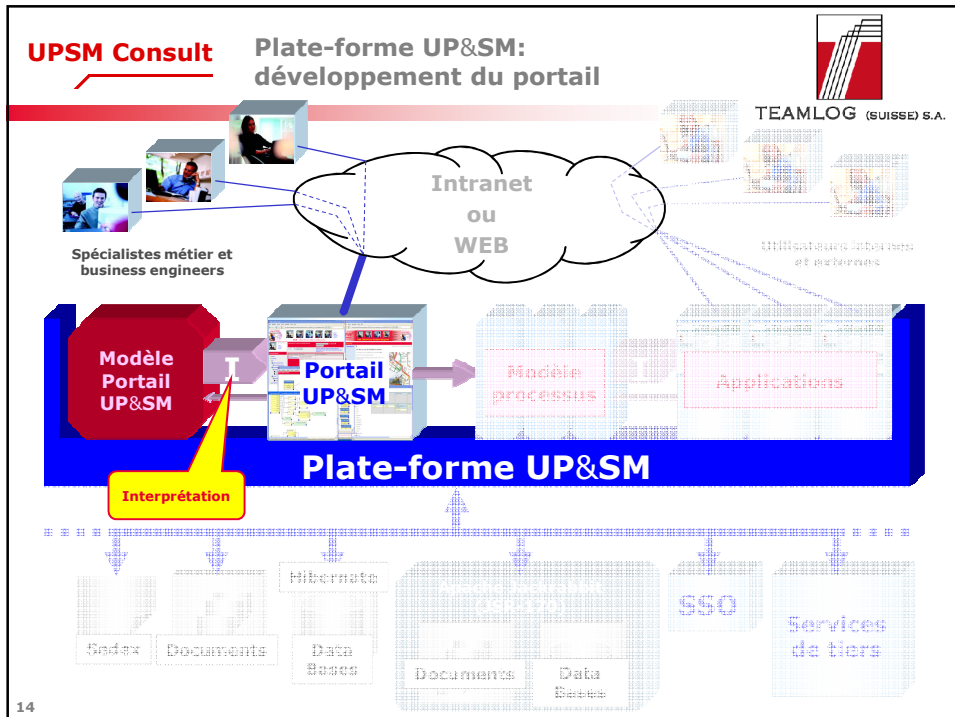 UPSM Consult
Plate-forme UP&SM:
développement du portail
TEAMLOG (SUISSE) S.A.
Intranet
ou
WEB
Spécialistes métier et
business engineers
Utilisateurs internes
et externes
Modèle
Portail
UP&SM
I
Portail
UP&SM
Modèle
processus
I
Applications
Plate-forme UP&SM
Interprétation
Hibernate
Sedex
Documents
Data
Bases
(JSR-170)
Documents
Data
Bases
SSO
Services
de tiers
14